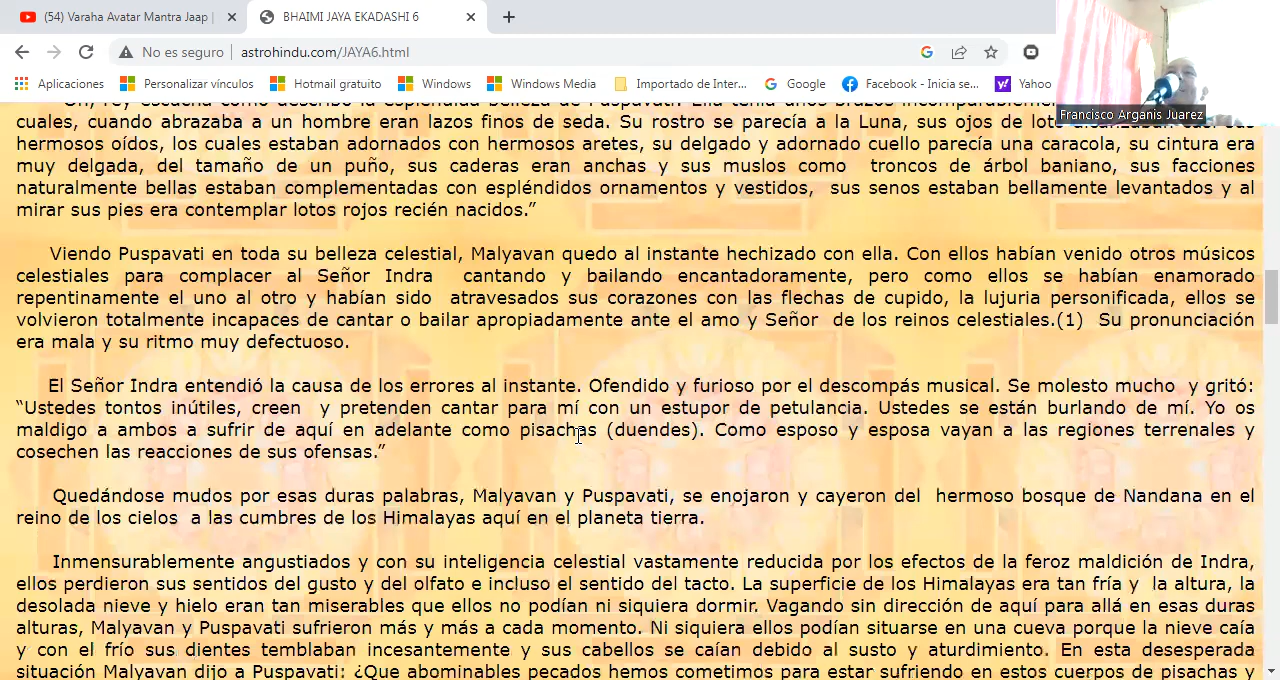 (54) Varaha Avatar Mantra Jaap |
BHAIMI JAYA EKADASHI 6
No es seguro
astrohindu.com/JAYA6.html
Aplicaciones
Personalizar vínculos
Hotmail gratuito
Windows
Windows Media
Importado de Inter...
Google
Facebook - Inicia se...
Yahoo
Francisco Arganis Juarez
cuales, cuando abrazaba a un hombre eran lazos finos de seda. Su rostro se parecía a la Luna, sus ojos de loto
hermosos oídos, los cuales estaban adornados con hermosos aretes, su delgado y adornado cuello parecía una caracola, su cintura era
muy delgada, del tamaño de un puño, sus caderas eran anchas y sus muslos como troncos de árbol baniano, sus facciones
naturalmente bellas estaban complementadas con espléndidos ornamentos y vestidos, sus senos estaban bellamente levantados y al
mirar sus pies era contemplar lotos rojos recién nacidos.”
Viendo Puspavati en toda su belleza celestial, Malyavan quedo al instante hechizado con ella. Con ellos habían venido otros músicos
celestiales para complacer al Señor Indra cantando y bailando encantadoramente, pero como ellos se habían enamorado
repentinamente el uno al otro y habían sido atravesados sus corazones con las flechas de cupido, la lujuria personificada, ellos se
volvieron totalmente incapaces de cantar o bailar apropiadamente ante el amo y Señor de los reinos celestiales.(1) Su pronunciación
era mala y su ritmo muy defectuoso.
El Señor Indra entendió la causa de los errores al instante. Ofendido y furioso por el descompás musical. Se molesto mucho y gritó:
“Ustedes tontos inútiles, creen y pretenden cantar para mí con un estupor de petulancia. Ustedes se están burlando de mí. Yo os
maldigo a ambos a sufrir de aquí en adelante como pisachas (duendes). Como esposo y esposa vayan a las regiones terrenales y
cosechen las reacciones de sus ofensas.”
Quedándose mudos por esas duras palabras, Malyavan y Puspavati, se enojaron y cayeron del hermoso bosque de Nandana en el
reino de los cielos a las cumbres de los Himalayas aquí en el planeta tierra.
Inmensurablemente angustiados y con su inteligencia celestial vastamente reducida por los efectos de la feroz maldición de Indra,
ellos perdieron sus sentidos del gusto y del olfato e incluso el sentido del tacto. La superficie de los Himalayas era tan fría y la altura, la
desolada nieve y hielo eran tan miserables que ellos no podían ni siquiera dormir. Vagando sin dirección de aquí para allá en esas duras
alturas, Malyavan y Puspavati sufrieron más y más a cada momento. Ni siquiera ellos podían situarse en una cueva porque la nieve caía
y con el frío sus dientes temblaban incesantemente y sus cabellos se caían debido al susto y aturdimiento. En esta desesperada
situación Malyavan dijo a Puspavati: ¿Que abominables pecados hemos cometimos para estar sufriendo en estos cuerpos de pisachas y